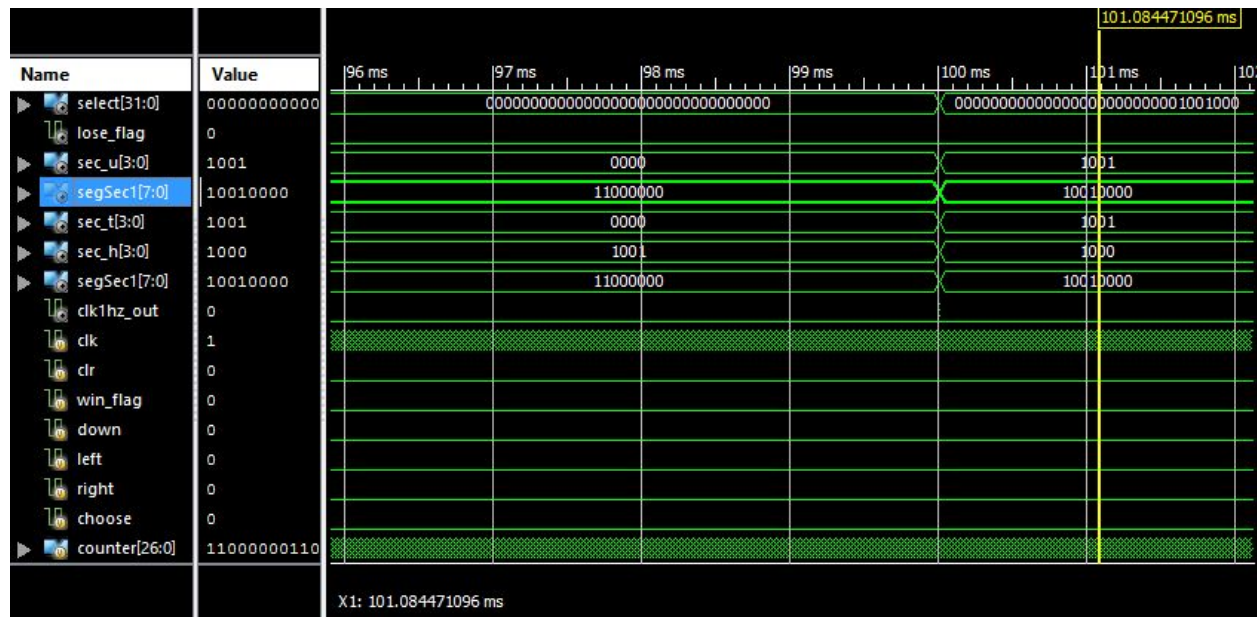 101.084471096 ms
Name Value 96 ms 97 ms 98 ms 99 ms 100 ms 101 ms 10
select[31:0] 00000000000 00000000000000000000000000000000 00000000000000000000000001001000
lose_flag 0
sec_u[3:0] 1001 0000 1001
segSec1[7:0] 10010000 11000000 10010000
sec_t[3:0] 1001 0000 1001
sec_h[3:0] 1000 1001 1000
segSec1[7:0] 10010000 11000000 10010000
clk1hz_out 0
clk 1
clr 0
win_flag 0
down 0
left 0
right 0
choose 0
counter[26:0] 11000000110
X1: 101.084471096 ms